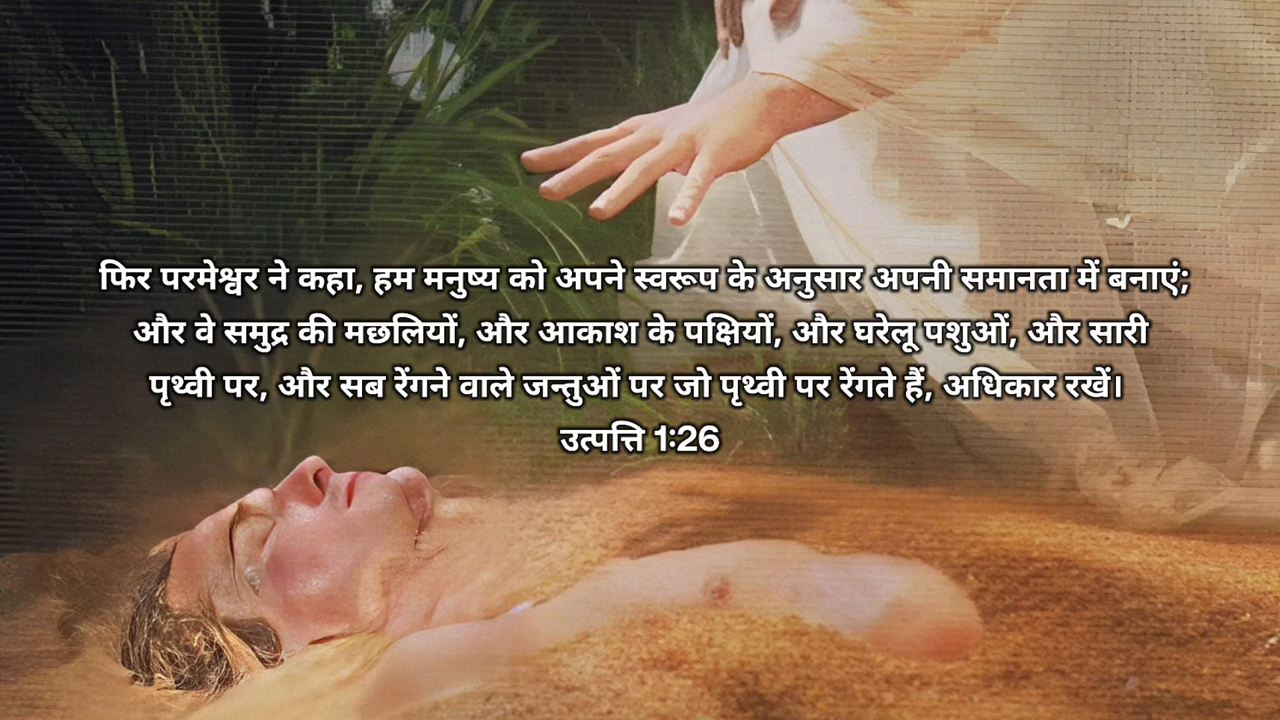 फिर परमेश्वर ने कहा, हम मनुष्य को अपने स्वरूप के अनुसार अपनी समानता में बनाएं;
और वे समुद्र की मछलियों, और आकाश के पक्षियों, और घरेलू पशुओं, और सारी
पृथ्वी पर, और सब रेंगने वाले जन्तुओं पर जो पृथ्वी पर रेंगते हैं, अधिकार रखें।
उत्पत्ति 1:26